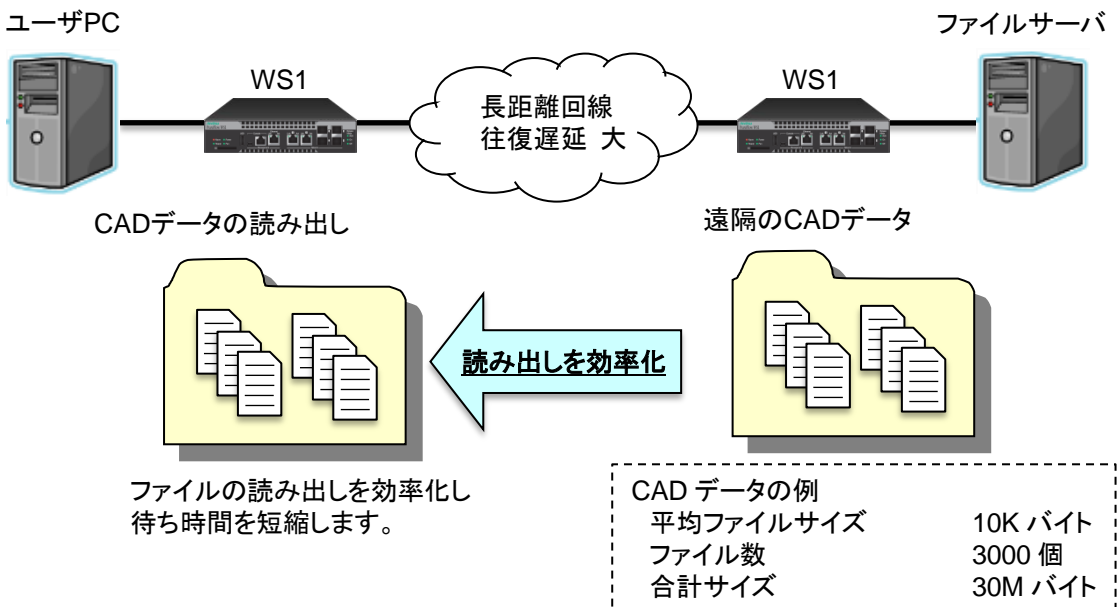 ユーザPC
ファイルサーバ
WS1
WS1
長距離回線
往復遅延 大
CADデータの読み出し
遠隔のCADデータ
読み出しを効率化
ファイルの読み出しを効率化し
待ち時間を短縮します。
CAD データの例
平均ファイルサイズ 10K バイト
ファイル数 3000 個
合計サイズ 30M バイト